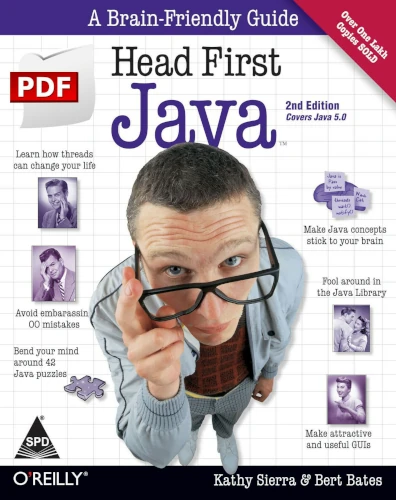 A Brain-Friendly Guide
Over One Lakh
Copies SOLD
PDF
Head First
Java
™
2nd Edition
Covers Java 5.0
Learn how threads
can change your life
Make Java concepts
stick to your brain
Fool around in
the Java Library
Avoid embarassin
OO mistakes
Bend your mind
around 42
Java puzzles
Make attractive
and useful GUIs
SPD
O'REILLY®
Kathy Sierra & Bert Bates